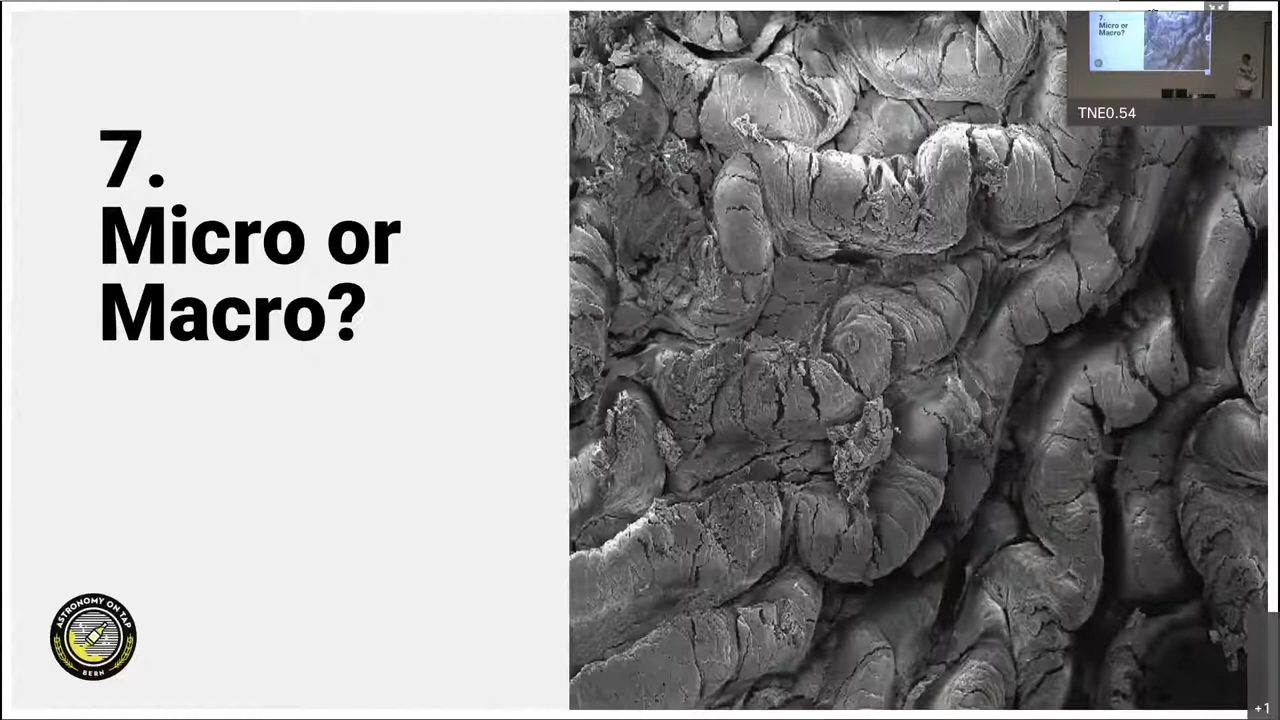 7.
Micro or
Macro?
7.
Micro or
Macro?
TNE0.54
ASTRONOMY ON TAP
BERN
+1